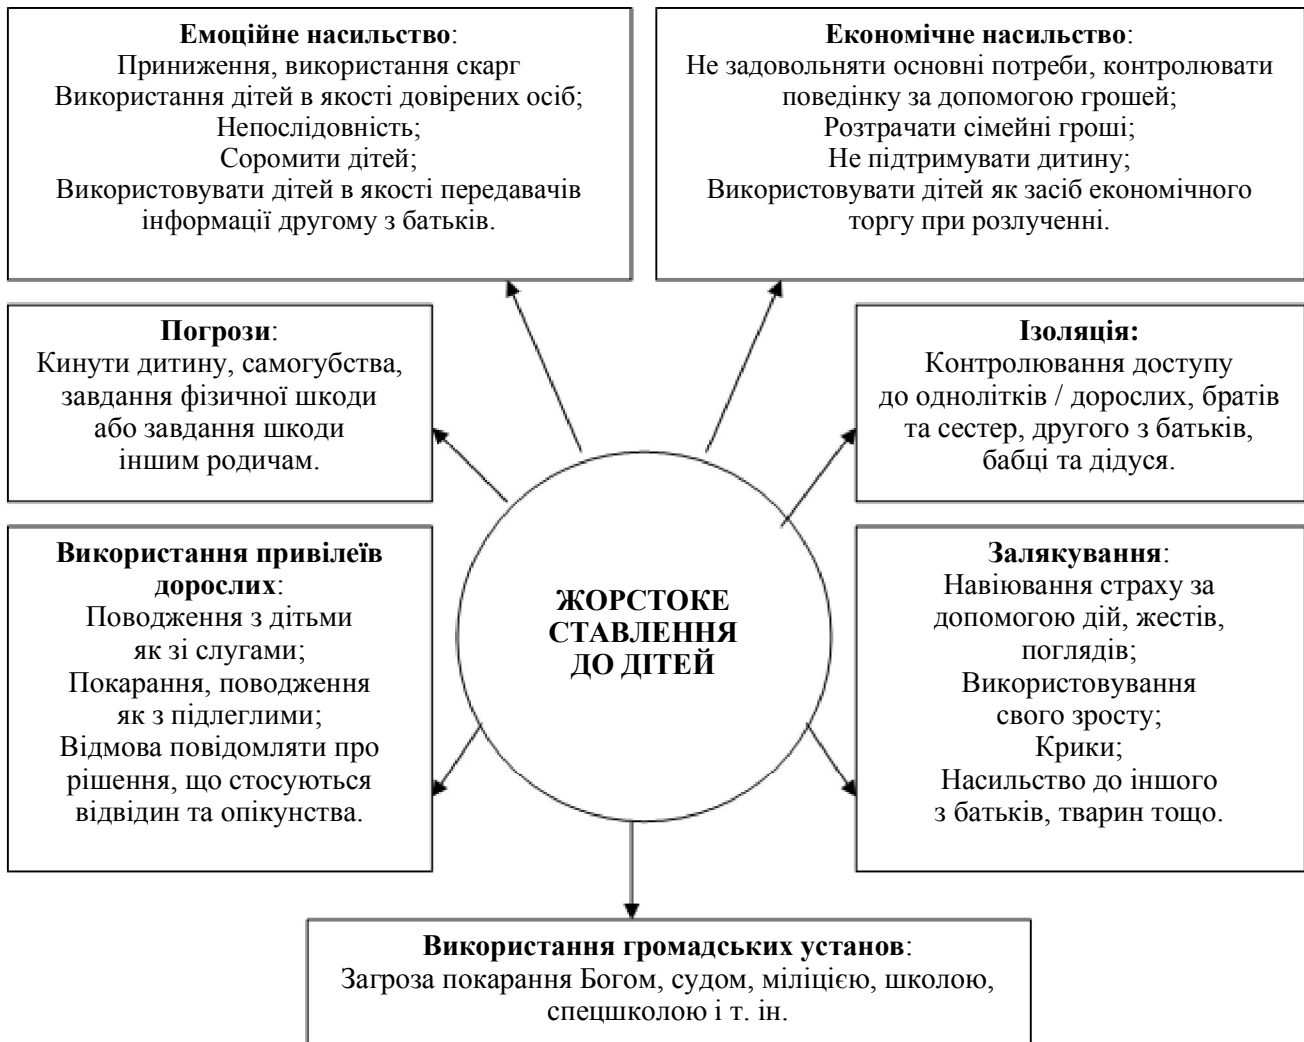 Емоційне насильство:
Приниження, використання скарг
Використання дітей в якості довірених осіб;
Непослідовність;
Соромити дітей;
Використовувати дітей в якості передавачів
інформації другому з батьків.
Економічне насильство:
Не задовольняти основні потреби, контролювати
поведінку за допомогою грошей;
Розтрачати сімейні гроші;
Не підтримувати дитину;
Використовувати дітей як засіб економічного
торгу при розлученні.
Погрози:
Кинути дитину, самогубства,
завдання фізичної шкоди
або завдання шкоди
іншим родичам.
Ізоляція:
Контролювання доступу
до однолітків / дорослих, братів
та сестер, другого з батьків,
бабці та дідуся.
Використання привілеїв
дорослих:
Поводження з дітьми
як зі слугами;
Покарання, поводження
як з підлеглими;
Відмова повідомляти про
рішення, що стосуються
відвідин та опікунства.
ЖОРСТОКЕ
СТАВЛЕННЯ
ДО ДІТЕЙ
Залякування:
Навіювання страху за
допомогою дій, жестів,
поглядів;
Використовування
свого зросту;
Крики;
Насильство до іншого
з батьків, тварин тощо.
Використання громадських установ:
Загроза покарання Богом, судом, міліцією, школою,
спецшколою і т. ін.